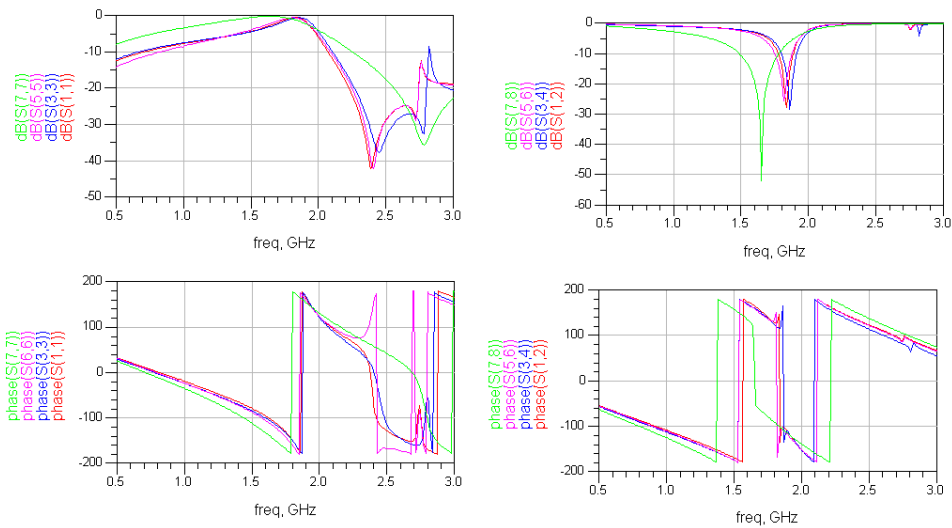 dB(S(7,7))
dB(S(5,5))
dB(S(3,3))
dB(S(1,1))
0
-10
-20
-30
-40
-50
0.5 1.0 1.5 2.0 2.5 3.0
freq, GHz
dB(S(7,8))
dB(S(5,6))
dB(S(3,4))
dB(S(1,2))
0
-10
-20
-30
-40
-50
-60
0.5 1.0 1.5 2.0 2.5 3.0
freq, GHz
phase(S(7,7))
phase(S(6,6))
phase(S(3,3))
phase(S(1,1))
200
100
0
-100
-200
0.5 1.0 1.5 2.0 2.5 3.0
freq, GHz
phase(S(7,8))
phase(S(5,6))
phase(S(3,4))
phase(S(1,2))
200
100
0
-100
-200
0.5 1.0 1.5 2.0 2.5 3.0
freq, GHz